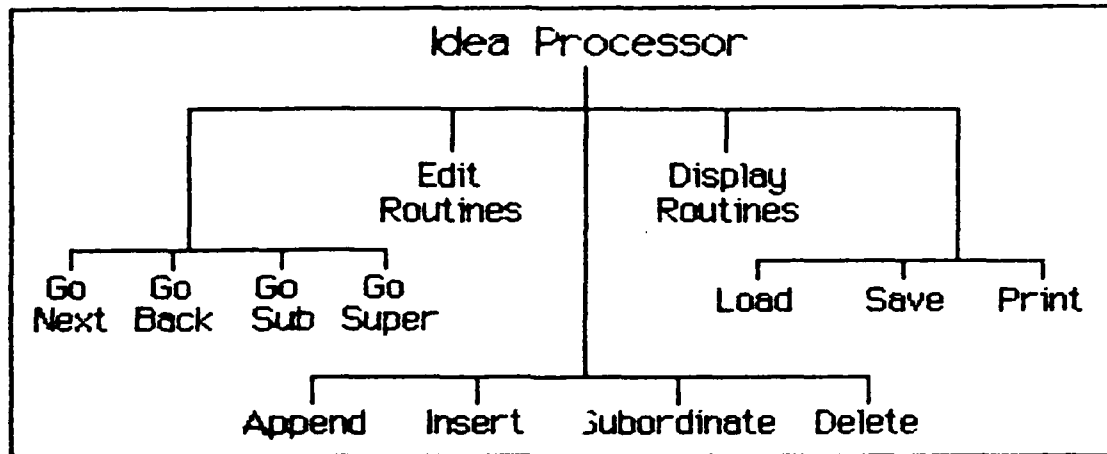 Idea Processor
Edit Routines
Display Routines
Go Next
Go Back
Go Sub
Go Super
Load Save Print
Append Insert Subordinate Delete